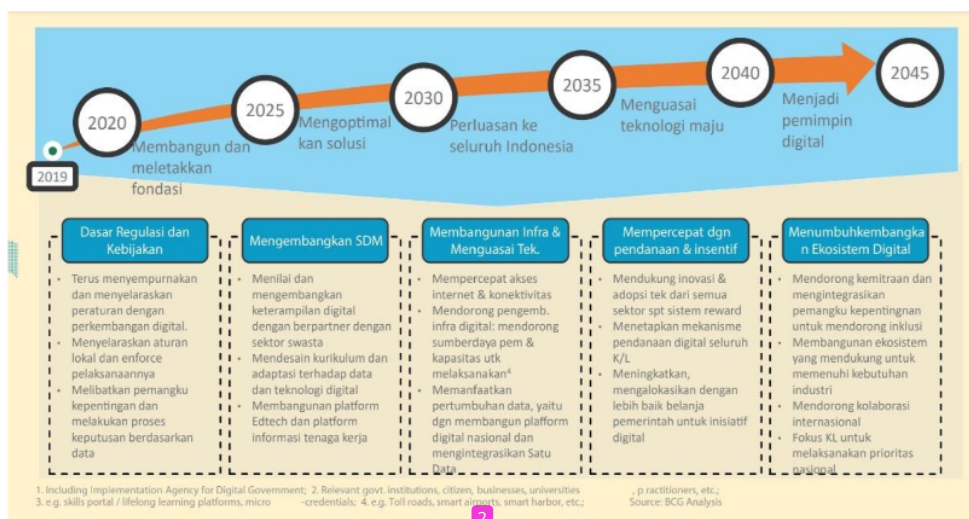 2019
2020
2025
2030
2035
2040
2045
Membangun dan
meletakkan
fondasi
Mengoptimal
kan solusi
Perluasan ke
seluruh Indonesia
Menguasai
teknologi maju
Menjadi
pemimpin
digital
Dasar Regulasi dan
Kebijakan
• Terus menyempurnakan
dan menyelaraskan
peraturan dengan
perkembangan digital.
• Menyelaraskan aturan
lokal dan enforce
pelaksanaannya
• Melibatkan pemangku
kepentingan dan
melakukan proses
keputusan berdasarkan
data
Mengembangkan SDM
• Menilai dan
mengembangkan
keterampilan digital
dengan berpartner dengan
sektor swasta
• Mendesain kurikulum dan
adaptasi terhadap data
dan teknologi digital
• Membangunan platform
Edtech dan platform
informasi tenaga kerja
Membangunan Infra &
Menguasai Tek.
• Mempercepat akses
internet & konektivitas
• Mendorong pengemb.
infra digital: mendorong
sumberdaya pem &
kapasitas utk
melaksanakan⁴
• Memanfaatkan
pertumbuhan data, yaitu
dgn membangun plafform
digital nasional dan
mengintegrasikan Satu
Data
Mempercepat dgn
pendanaan & insentif
• Mendukung inovasi &
adopsi tek dari semua
sektor spt sistem reward
• Menetapkan mekanisme
pendanaan digital seluruh
K/L
• Meningkatkan,
mengalokasikan dengan
lebih baik belanja
pemerintah untuk inisiatif
digital
Menumbuhkembangka
n Ekosistem Digital
• Mendorong kemitraan dan
mengintegrasikan
pemangku kepentingnan
untuk mendorong inklusi
• Membangunan ekosistem
yang mendukung untuk
memenuhi kebutuhan
industri
• Mendorong kolaborasi
internasional
• Fokus KL untuk
melaksanakan prioritas
nasional
1. Including Implementation Agency for Digital Government; 2. Relevant govt. institutions, citizen, businesses, universities , p ractitioners, etc.;
3. e.g. skills portal / lifelong learning platforms, micro -credentials; 4. e.g. Toll roads, smart airports, smart harbor, etc.; Source: BCG Analysis
2